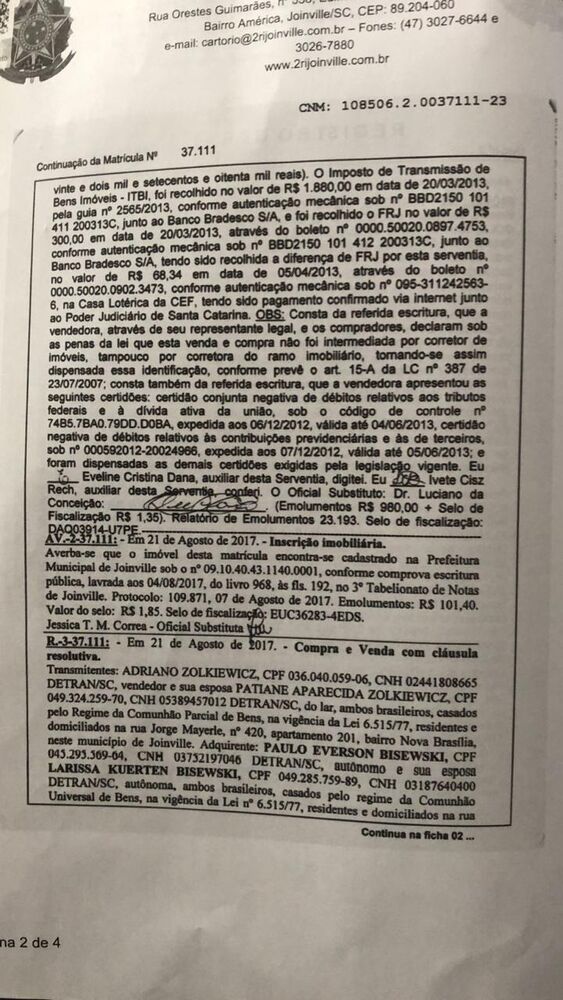 Rua Orestes Guimarães, nº
Bairro América, Joinville/SC, CEP: 89.204-060
e-mail: cartorio@2rijoinville.com.br – Fones: (47) 3027-6644 e
3026-7880
www.2rijoinville.com.br
CNM: 108506.2.0037111-23
Continuação da Matrícula Nº 37.111
vinte e dois mil e setecentos e oitenta mil reais). O Imposto de Transmissão de
Bens Imóveis - ITBI, foi recolhido no valor de R$ 1.880,00 em data de 20/03/2013,
pela guia nº 2565/2013, conforme autenticação mecânica sob nº BBD2150 101
411 200313C, junto ao Banco Bradesco S/A, e foi recolhido o FRJ no valor de R$
300,00 em data de 20/03/2013, através do boleto nº 0000.50020.0897.4753,
conforme autenticação mecânica sob nº BBD2150 101 412 200313C, junto ao
Banco Bradesco S/A, tendo sido recolhida a diferença de FRJ por esta serventia,
no valor de R$ 68,34 em data de 05/04/2013, através do boleto nº
0000.50020.0902.3473, conforme autenticação mecânica sob nº 095-311242563-
6, na Casa Lotérica da CEF, tendo sido pagamento confirmado via internet junto
ao Poder Judiciário de Santa Catarina. OBS: Consta da referida escritura, que a
vendedora, através de seu representante legal, e os compradores, declaram sob
as penas da lei que esta venda e compra não foi intermediada por corretor de
imóveis, tampouco por corretora do ramo imobiliário, tornando-se assim
dispensada essa identificação, conforme prevê o art. 15-A da LC nº 387 de
23/07/2007; consta também da referida escritura, que a vendedora apresentou as
seguintes certidões: certidão conjunta negativa de débitos relativos aos tributos
federais e à dívida ativa da união, sob o código de controle nº
74B5.7BA0.79DD.D0BA, expedida aos 06/12/2012, válida até 04/06/2013, certidão
negativa de débitos relativos às contribuições previdenciárias e às de terceiros,
sob nº 000592012-20024966, expedida aos 07/12/2012, válida até 05/06/2013; e
foram dispensadas as demais certidões exigidas pela legislação vigente. Eu
Eveline Cristina Dana, auxiliar desta Serventia, digitei. Eu Ivete Cisz
Rech, auxiliar desta Serventia, conferi. O Oficial Substituto: Dr. Luciano da
Conceição: (Emolumentos R$ 980,00 + Selo de
Fiscalização R$ 1,35). Relatório de Emolumentos 23.193. Selo de fiscalização:
DAQ03914-U7PE
AV.-2-37.111: - Em 21 de Agosto de 2017. - Inscrição imobiliária.
Averba-se que o imóvel desta matrícula encontra-se cadastrado na Prefeitura
Municipal de Joinville sob o nº 09.10.40.43.1140.0001, conforme comprova escritura
pública, lavrada aos 04/08/2017, do livro 968, às fls. 192, no 3º Tabelionato de Notas
de Joinville. Protocolo: 109.871, 07 de Agosto de 2017. Emolumentos: R$ 101,40.
Valor do selo: R$ 1,85. Selo de fiscalização: EUC36283-4EDS.
Jessica T. M. Correa - Oficial Substituta
R.-3-37.111: - Em 21 de Agosto de 2017. - Compra e Venda com cláusula
resolutiva.
Transmitentes: ADRIANO ZOLKIEWICZ, CPF 036.040.059-06, CNH 02441808665
DETRAN/SC, vendedor e sua esposa PATIANE APARECIDA ZOLKIEWICZ, CPF
049.324.259-70, CNH 05389457012 DETRAN/SC, do lar, ambos brasileiros, casados
pelo Regime da Comunhão Parcial de Bens, na vigência da Lei 6.515/77, residentes e
domiciliados na rua Jorge Mayerle, nº 420, apartamento 201, bairro Nova Brasília,
neste município de Joinville. Adquirente: PAULO EVERSON BISEWSKI, CPF
045.295.569-64, CNH 03752197046 DETRAN/SC, autônomo e sua esposa
LARISSA KUERTEN BISEWSKI, CPF 049.285.759-89, CNH 03187640400
DETRAN/SC, autônoma, ambos brasileiros, casados pelo regime da Comunhão
Universal de Bens, na vigência da Lei nº 6.515/77, residentes e domiciliados na rua
Continua na ficha 02 ...
na 2 de 4